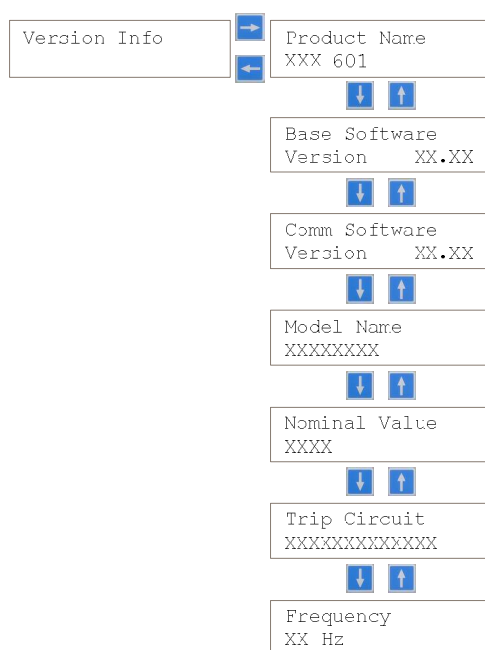 Version Info
Product Name
XXX 601
Base Software
Version XX.XX
Comm Software
Version XX.XX
Model Name
XXXXXXXX
Nominal Value
XXXX
Trip Circuit
XXXXXXXXXXXXX
Frequency
XX Hz